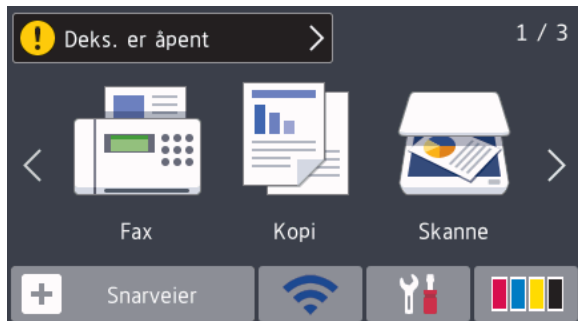 Deks. er åpent
1 / 3
Fax
Kopi
Skanne
Snarveier